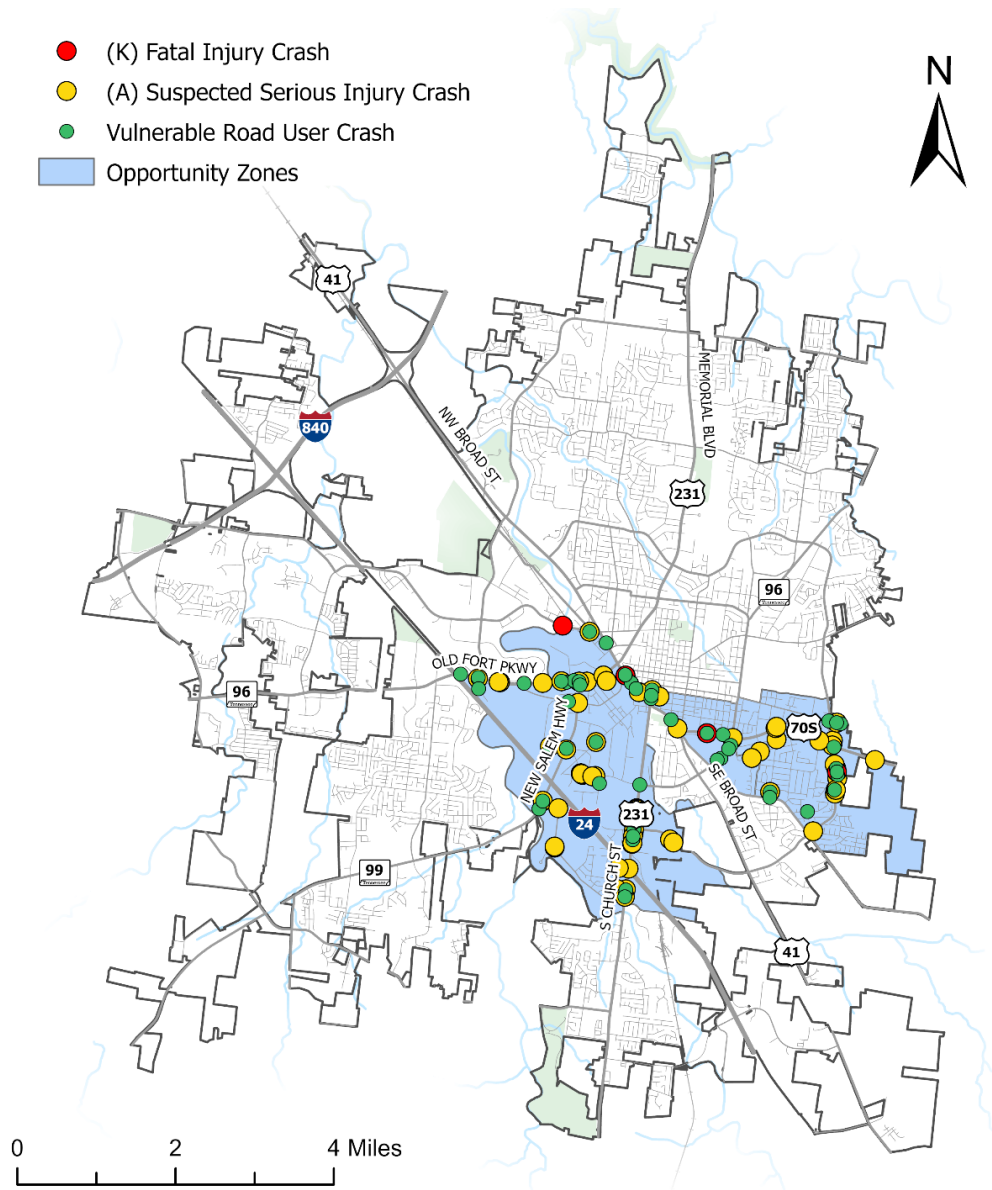 (K) Fatal Injury Crash
(A) Suspected Serious Injury Crash
Vulnerable Road User Crash
Opportunity Zones
N
41
840
NW BROAD ST
MEMORIAL BLVD
231
96
OLD FORT PKWY
96
70S
NEW SALEM HWY
SE BROAD ST
231
24
99
S CHURCH ST
41
0 2 4 Miles